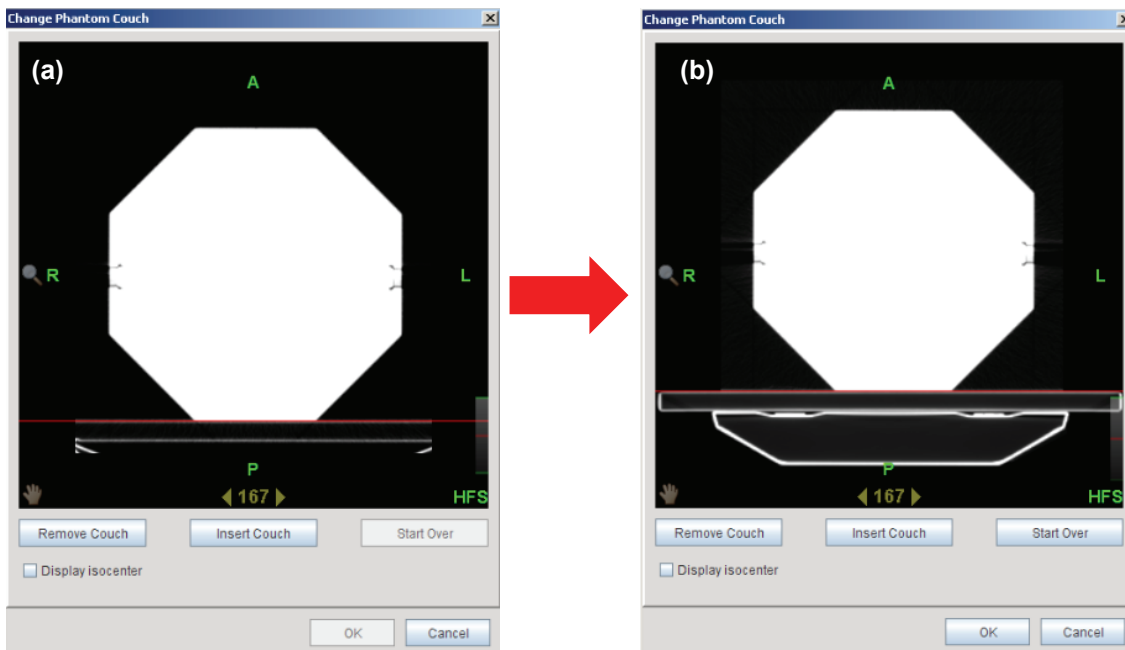 Change Phantom Couch
(a)
A
R
L
P
167
HFS
Remove Couch
Insert Couch
Start Over
Display isocenter
OK
Cancel
Change Phantom Couch
(b)
A
R
L
P
167
HFS
Remove Couch
Insert Couch
Start Over
Display isocenter
OK
Cancel